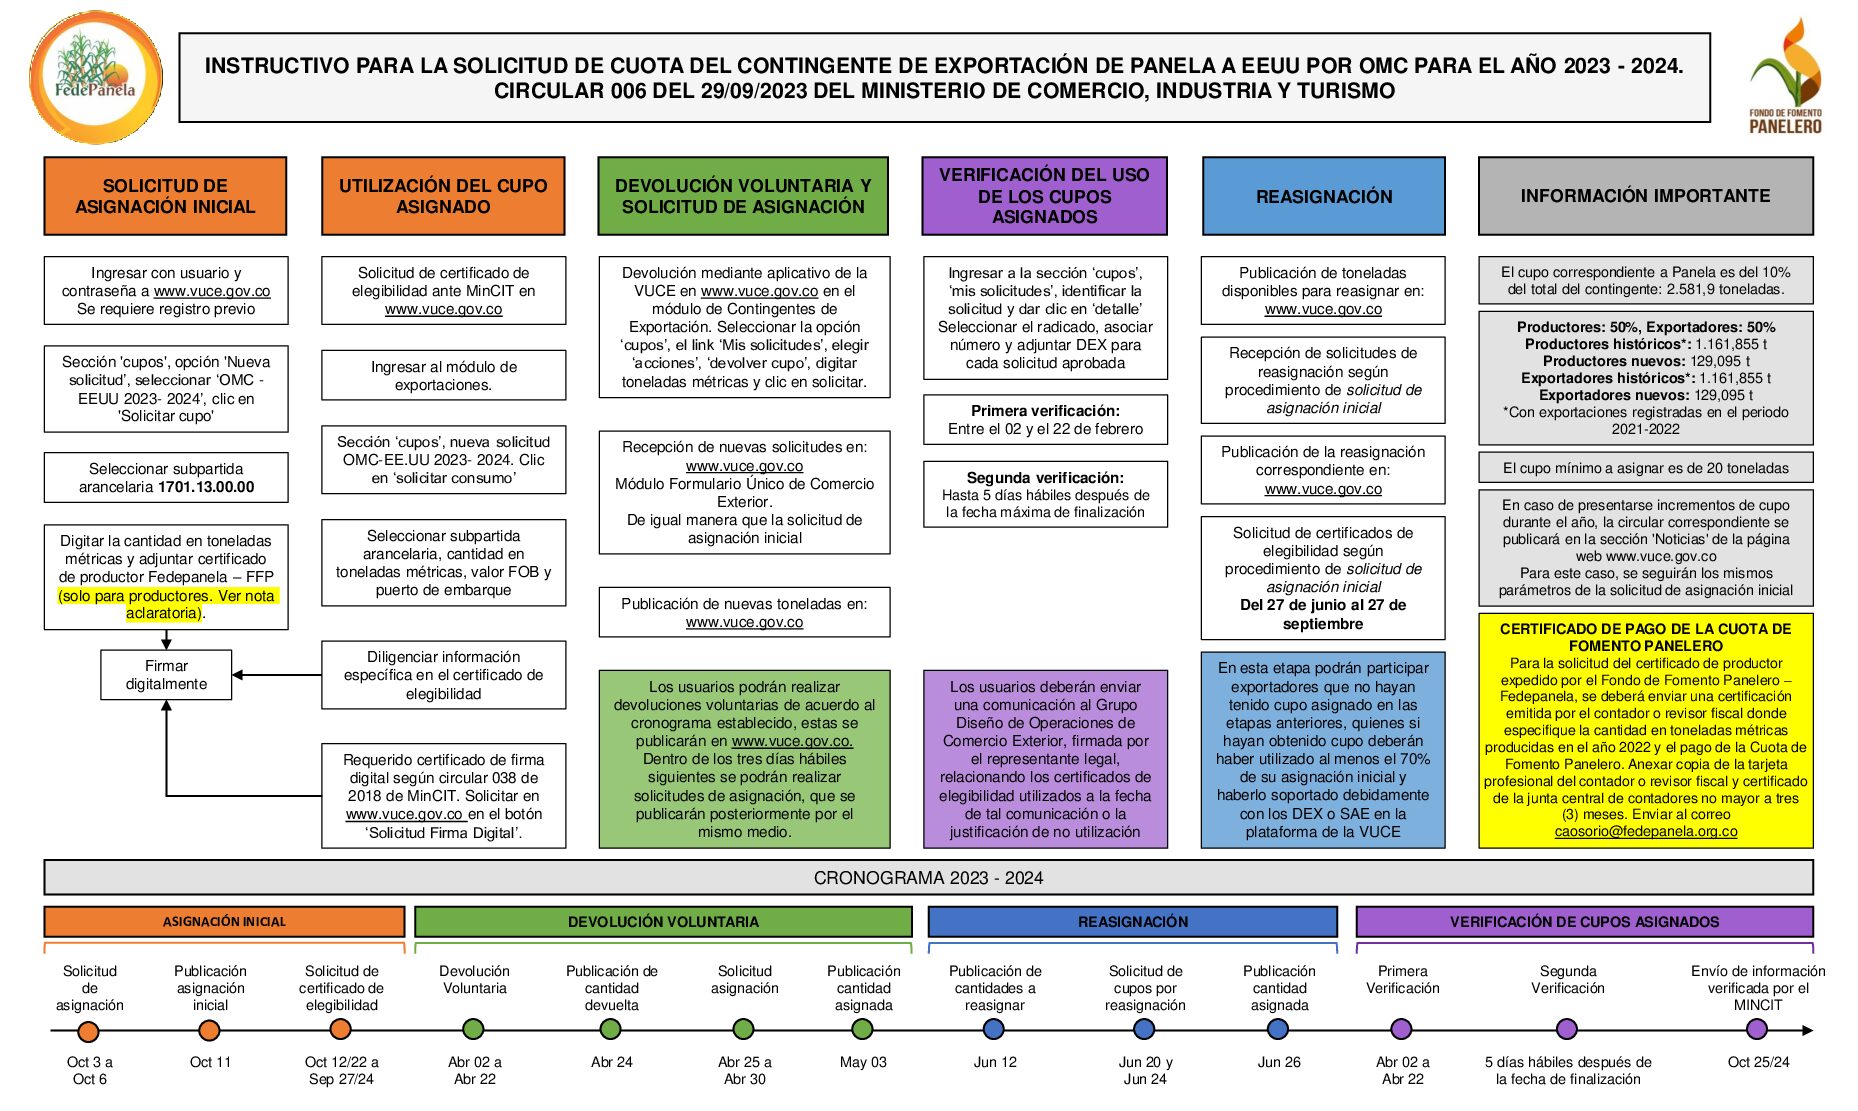 FedePanela
INSTRUCTIVO PARA LA SOLICITUD DE CUOTA DEL CONTINGENTE DE EXPORTACIÓN DE PANELA A EEUU POR OMC PARA EL AÑO 2023 - 2024.
CIRCULAR 006 DEL 29/09/2023 DEL MINISTERIO DE COMERCIO, INDUSTRIA Y TURISMO
FONDO DE FOMENTO
PANELERO
SOLICITUD DE
ASIGNACIÓN INICIAL
Ingresar con usuario y
contraseña a www.vuce.gov.co
Se requiere registro previo
Sección 'cupos', opción 'Nueva
solicitud’, seleccionar ‘OMC -
EEUU 2023- 2024’, clic en
'Solicitar cupo'
Seleccionar subpartida
arancelaria 1701.13.00.00
Digitar la cantidad en toneladas
métricas y adjuntar certificado
de productor Fedepanela – FFP
(solo para productores. Ver nota
aclaratoria).
Firmar
digitalmente
UTILIZACIÓN DEL CUPO
ASIGNADO
Solicitud de certificado de
elegibilidad ante MinCIT en
www.vuce.gov.co
Ingresar al módulo de
exportaciones.
Sección ‘cupos’, nueva solicitud
OMC-EE.UU 2023- 2024. Clic
en ‘solicitar consumo’
Seleccionar subpartida
arancelaria, cantidad en
toneladas métricas, valor FOB y
puerto de embarque
Diligenciar información
específica en el certificado de
elegibilidad
Requerido certificado de firma
digital según circular 038 de
2018 de MinCIT. Solicitar en
www.vuce.gov.co en el botón
‘Solicitud Firma Digital’.
DEVOLUCIÓN VOLUNTARIA Y
SOLICITUD DE ASIGNACIÓN
Devolución mediante aplicativo de la
VUCE en www.vuce.gov.co en el
módulo de Contingentes de
Exportación. Seleccionar la opción
‘cupos’, el link ‘Mis solicitudes’, elegir
‘acciones’, ‘devolver cupo’, digitar
toneladas métricas y clic en solicitar.
Recepción de nuevas solicitudes en:
www.vuce.gov.co
Módulo Formulario Único de Comercio
Exterior.
De igual manera que la solicitud de
asignación inicial
Publicación de nuevas toneladas en:
www.vuce.gov.co
Los usuarios podrán realizar
devoluciones voluntarias de acuerdo al
cronograma establecido, estas se
publicarán en www.vuce.gov.co.
Dentro de los tres días hábiles
siguientes se podrán realizar
solicitudes de asignación, que se
publicarán posteriormente por el
mismo medio.
VERIFICACIÓN DEL USO
DE LOS CUPOS
ASIGNADOS
Ingresar a la sección ‘cupos’,
‘mis solicitudes’, identificar la
solicitud y dar clic en ‘detalle’
Seleccionar el radicado, asociar
número y adjuntar DEX para
cada solicitud aprobada
Primera verificación:
Entre el 02 y el 22 de febrero
Segunda verificación:
Hasta 5 días hábiles después de
la fecha máxima de finalización
Los usuarios deberán enviar
una comunicación al Grupo
Diseño de Operaciones de
Comercio Exterior, firmada por
el representante legal,
relacionando los certificados de
elegibilidad utilizados a la fecha
de tal comunicación o la
justificación de no utilización
REASIGNACIÓN
Publicación de toneladas
disponibles para reasignar en:
www.vuce.gov.co
Recepción de solicitudes de
reasignación según
procedimiento de solicitud de
asignación inicial
Publicación de la reasignación
correspondiente en:
www.vuce.gov.co
Solicitud de certificados de
elegibilidad según
procedimiento de solicitud de
asignación inicial
Del 27 de junio al 27 de
septiembre
En esta etapa podrán participar
exportadores que no hayan
tenido cupo asignado en las
etapas anteriores, quienes si
hayan obtenido cupo deberán
haber utilizado al menos el 70%
de su asignación inicial y
haberlo soportado debidamente
con los DEX o SAE en la
plataforma de la VUCE
INFORMACIÓN IMPORTANTE
El cupo correspondiente a Panela es del 10%
del total del contingente: 2.581,9 toneladas.
Productores: 50%, Exportadores: 50%
Productores históricos*: 1.161,855 t
Productores nuevos: 129,095 t
Exportadores históricos*: 1.161,855 t
Exportadores nuevos: 129,095 t
*Con exportaciones registradas en el periodo
2021-2022
El cupo mínimo a asignar es de 20 toneladas
En caso de presentarse incrementos de cupo
durante el año, la circular correspondiente se
publicará en la sección 'Noticias' de la página
web www.vuce.gov.co
Para este caso, se seguirán los mismos
parámetros de la solicitud de asignación inicial
CERTIFICADO DE PAGO DE LA CUOTA DE
FOMENTO PANELERO
Para la solicitud del certificado de productor
expedido por el Fondo de Fomento Panelero –
Fedepanela, se deberá enviar una certificación
emitida por el contador o revisor fiscal donde
especifique la cantidad en toneladas métricas
producidas en el año 2022 y el pago de la Cuota de
Fomento Panelero. Anexar copia de la tarjeta
profesional del contador o revisor fiscal y certificado
de la junta central de contadores no mayor a tres
(3) meses. Enviar al correo
caosorio@fedepanela.org.co
CRONOGRAMA 2023 - 2024
ASIGNACIÓN INICIAL
Solicitud
de
asignación
Oct 3 a
Oct 6
Publicación
asignación
inicial
Oct 11
Solicitud de
certificado de
elegibilidad
Oct 12/22 a
Sep 27/24
DEVOLUCIÓN VOLUNTARIA
Devolución
Voluntaria
Abr 02 a
Abr 22
Publicación de
cantidad
devuelta
Abr 24
Solicitud
asignación
Abr 25 a
Abr 30
Publicación
cantidad
asignada
May 03
REASIGNACIÓN
Publicación de
cantidades a
reasignar
Jun 12
Solicitud de
cupos por
reasignación
Jun 20 y
Jun 24
Publicación
cantidad
asignada
Jun 26
VERIFICACIÓN DE CUPOS ASIGNADOS
Primera
Verificación
Abr 02 a
Abr 22
Segunda
Verificación
5 días hábiles después de
la fecha de finalización
Envío de información
verificada por el
MINCIT
Oct 25/24